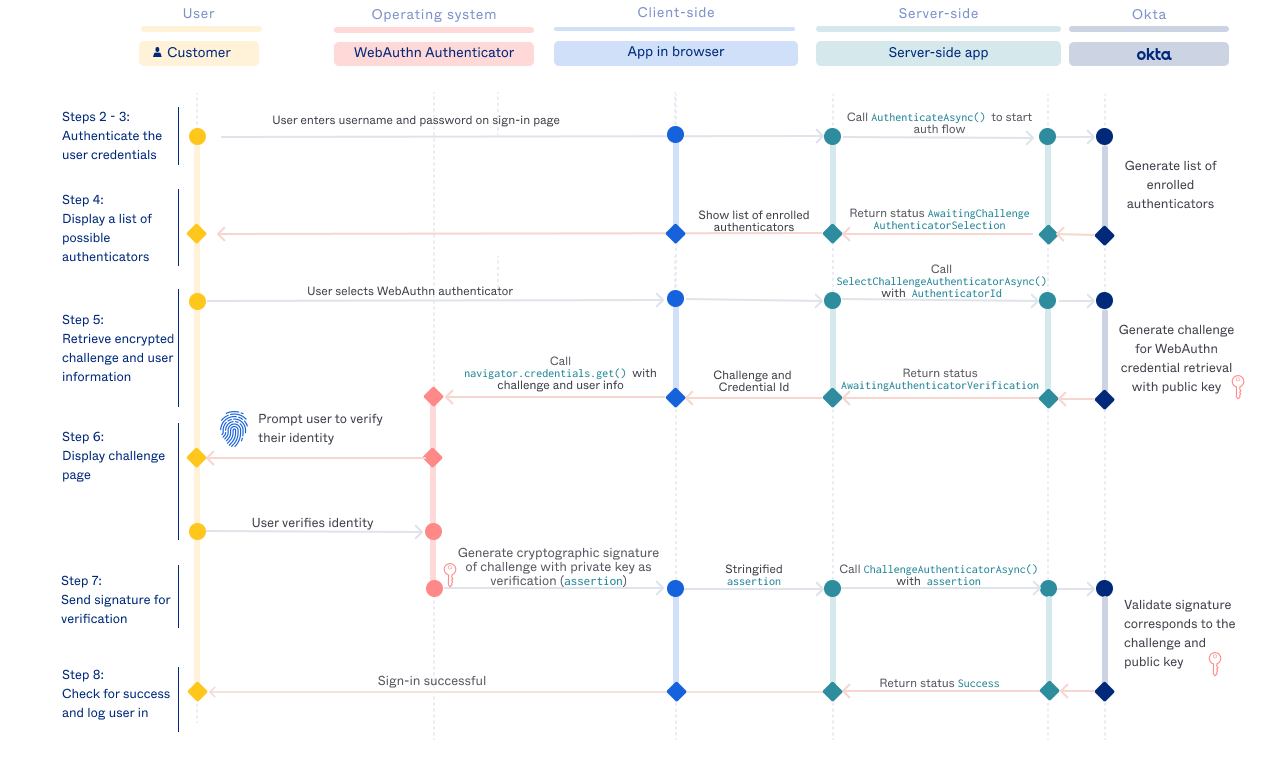 User
Operating system
Client-side
Server-side
Okta
Customer
WebAuthn Authenticator
App in browser
Server-side app
okta
Steps 2 - 3:
Authenticate the
user credentials
User enters username and password on sign-in page
Call AuthenticateAsync() to start
auth flow
Generate list of
enrolled
authenticators
Step 4:
Display a list of
possible
authenticators
Show list of enrolled
authenticators
Return status AwaitingChallenge
AuthenticatorSelection
Step 5:
Retrieve encrypted
challenge and user
information
User selects WebAuthn authenticator
Call
SelectChallengeAuthenticatorAsync()
with AuthenticatorId
Generate challenge
for WebAuthn
credential retrieval
with public key
Call
navigator.credentials.get() with
challenge and user info
Challenge and
Credential Id
Return status
AwaitingAuthenticatorVerification
Step 6:
Display challenge
page
Prompt user to verify
their identity
User verifies identity
Step 7:
Send signature for
verification
Generate cryptographic signature
of challenge with private key as
verification (assertion)
Stringified
assertion
Call ChallengeAuthenticatorAsync()
with assertion
Validate signature
corresponds to the
challenge and
public key
Step 8:
Check for success
and log user in
Sign-in successful
Return status Success